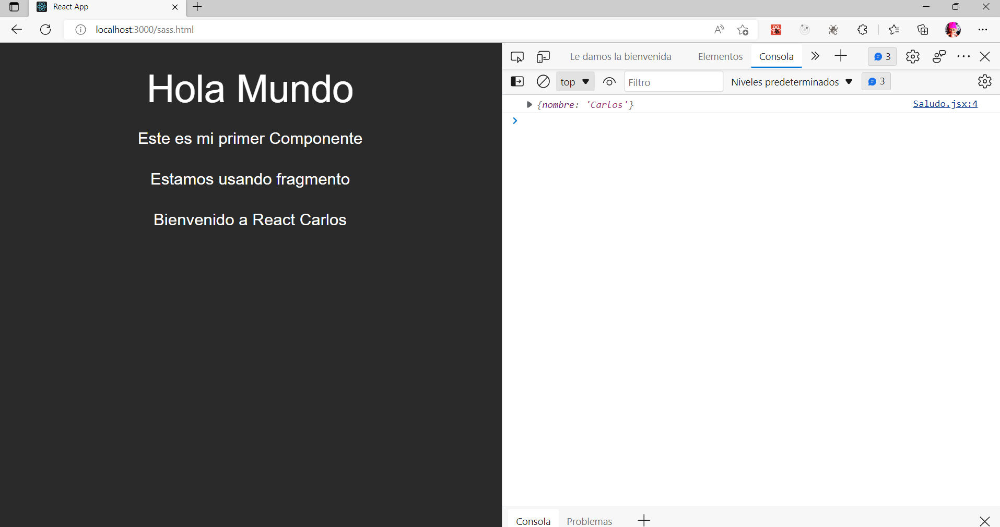 React App
localhost:3000/sass.html
Hola Mundo
Este es mi primer Componente
Estamos usando fragmento
Bienvenido a React Carlos
Le damos la bienvenida
Elementos
Consola
3
top
Filtro
Niveles predeterminados
3
{nombre: 'Carlos'}
Saludo.jsx:4
Consola
Problemas